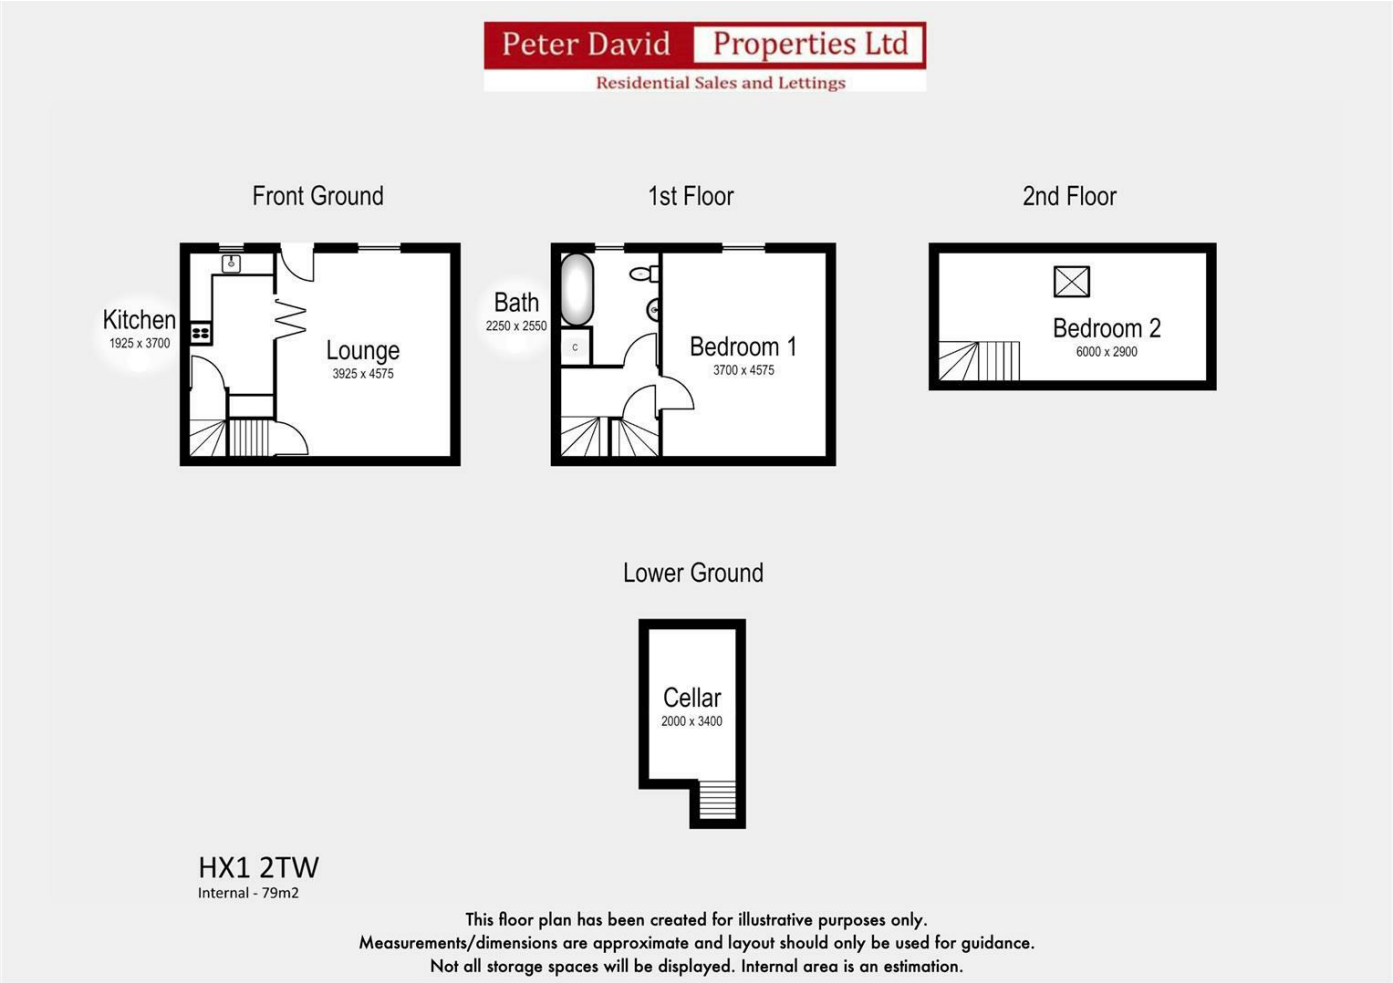 Peter David Properties Ltd
Residential Sales and Lettings
Front Ground
1st Floor
2nd Floor
Kitchen
1925 x 3700
Lounge
3925 x 4575
Bath
2250 x 2550
C
Bedroom 1
3700 x 4575
Bedroom 2
6000 x 2900
Lower Ground
Cellar
2000 x 3400
HX1 2TW
Internal - 79m2
This floor plan has been created for illustrative purposes only.
Measurements/dimensions are approximate and layout should only be used for guidance.
Not all storage spaces will be displayed. Internal area is an estimation.